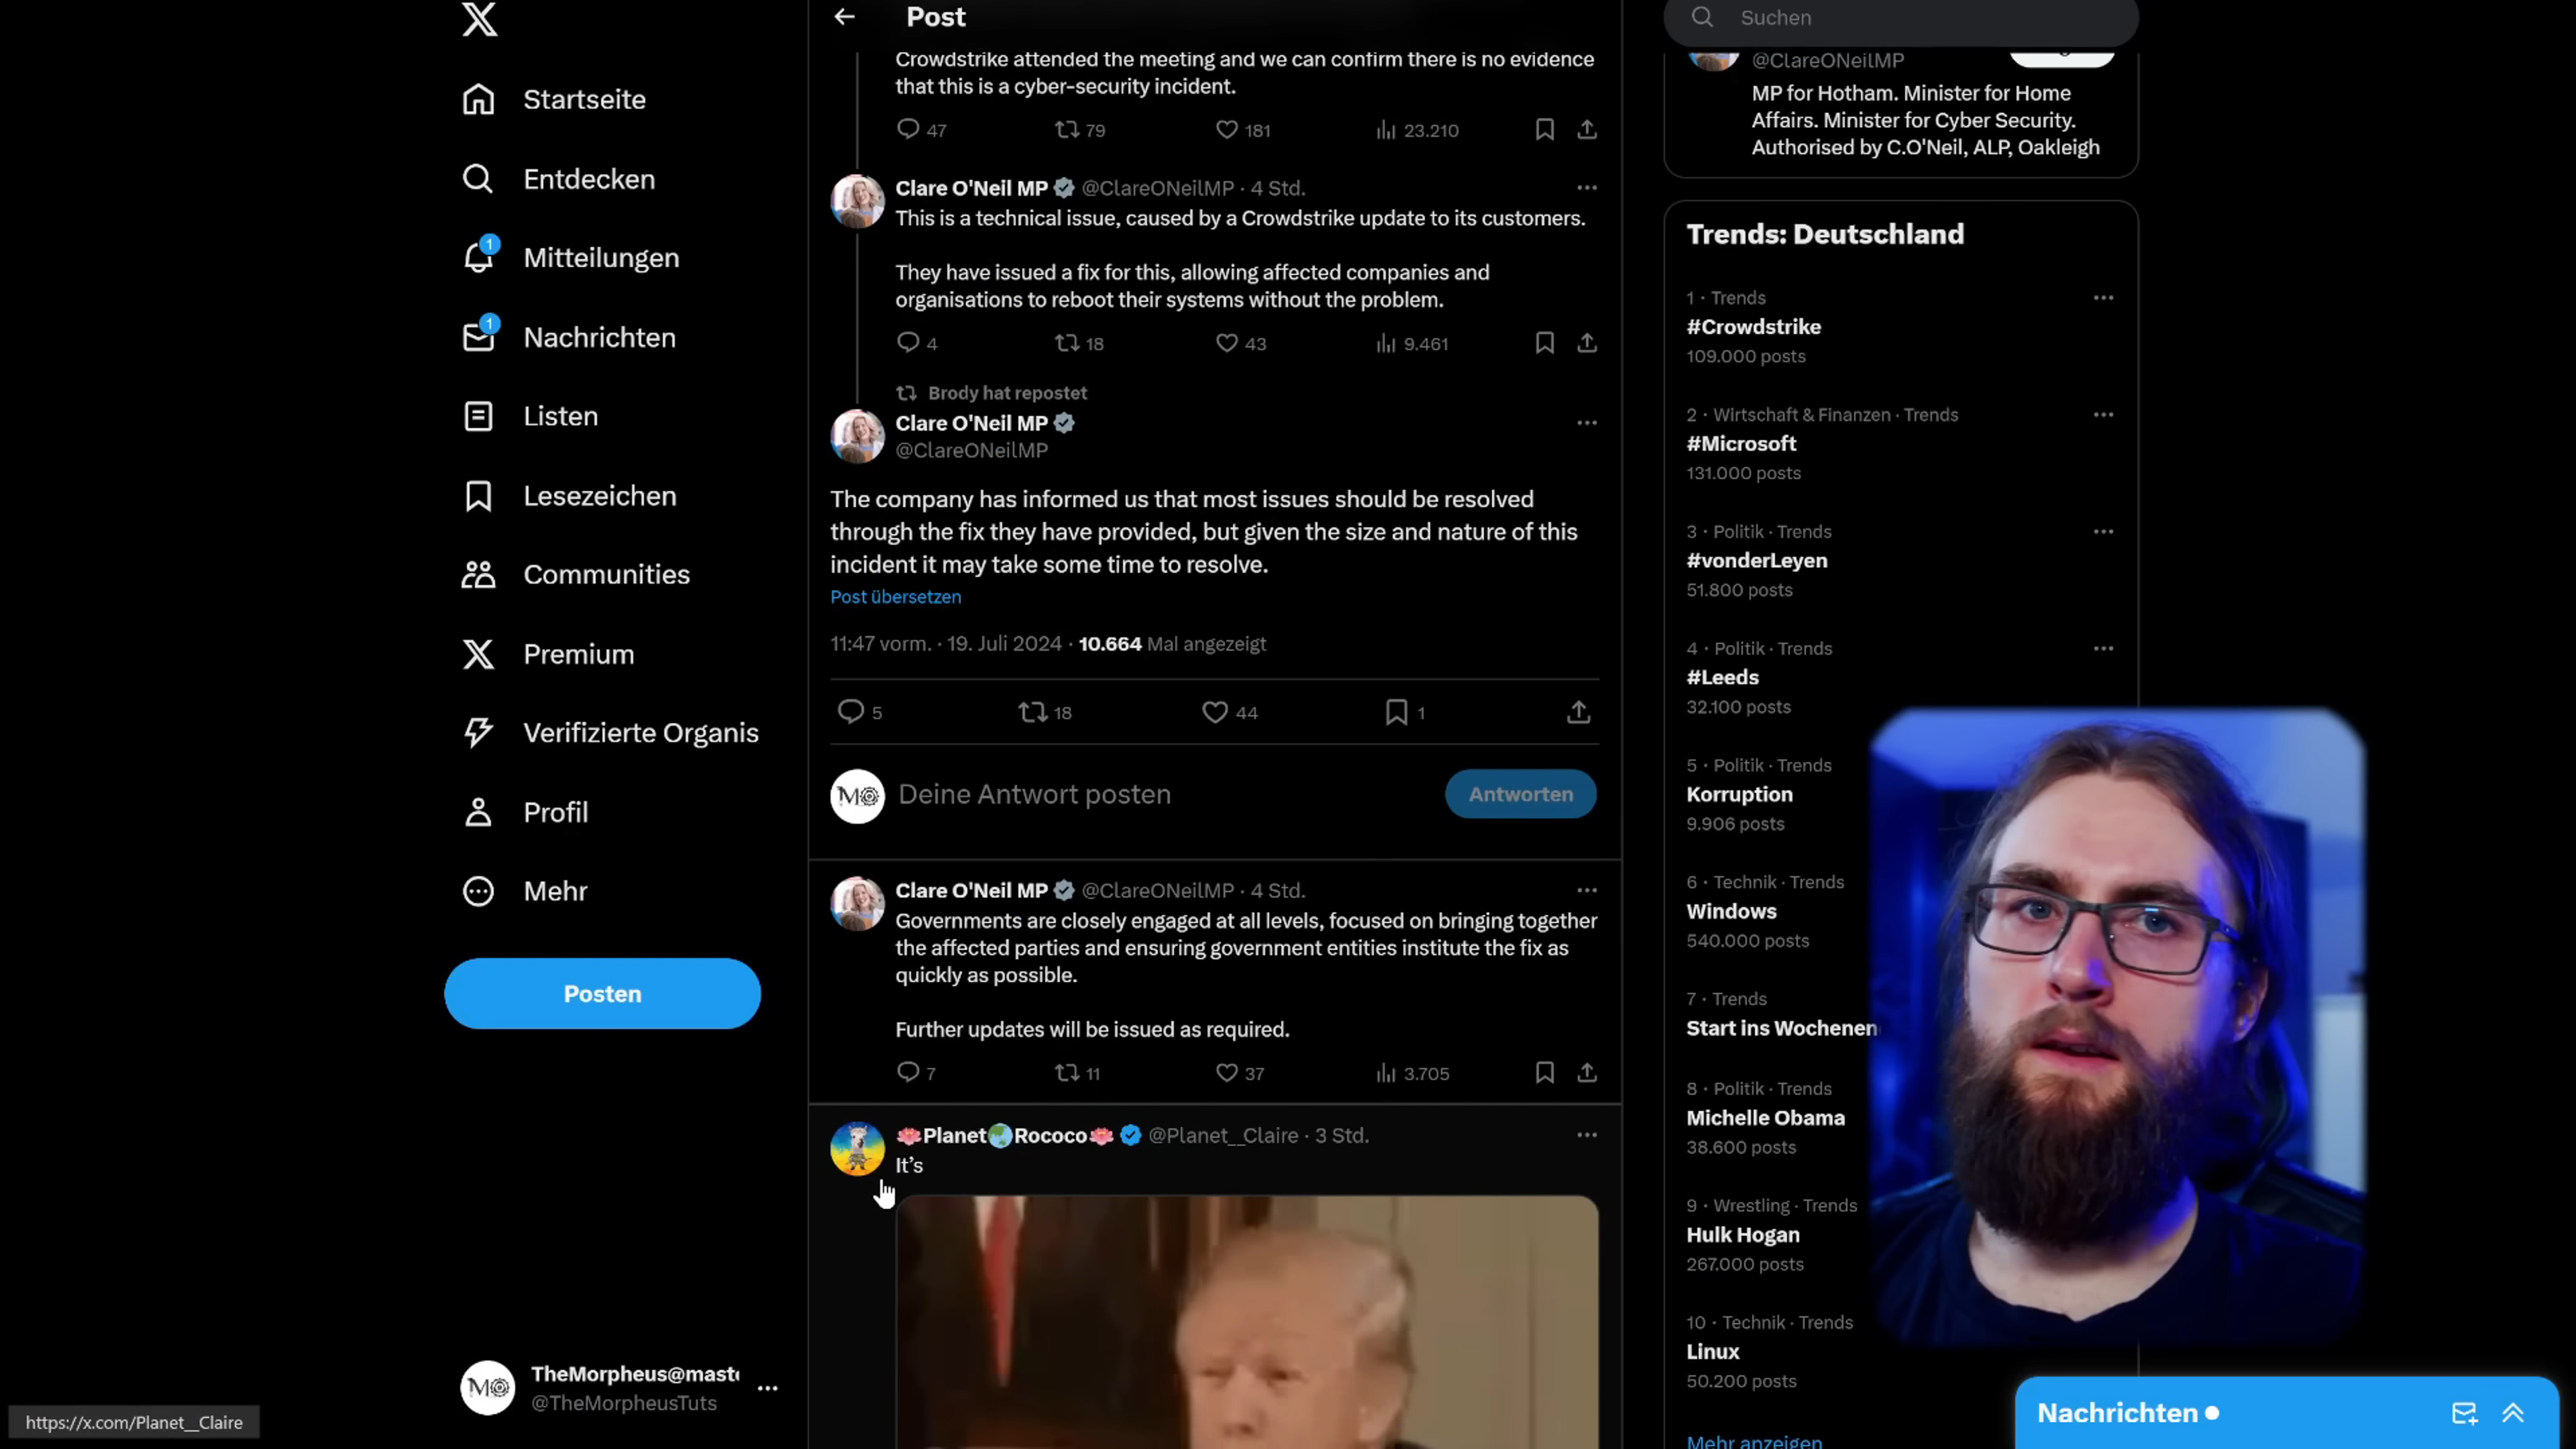 Startseite
Entdecken
1
Mitteilungen
1
Nachrichten
Listen
Lesezeichen
Communities
Premium
Verifizierte Organis
Profil
Mehr
Posten
TheMorpheus@mast
@TheMorpheusTuts
https://x.com/Planet__Claire
Post
Crowdstrike attended the meeting and we can confirm there is no evidence
that this is a cyber-security incident.
47 79 181 23.210
Clare O'Neil MP @ClareONeilMP · 4 Std.
This is a technical issue, caused by a Crowdstrike update to its customers.
They have issued a fix for this, allowing affected companies and
organisations to reboot their systems without the problem.
4 18 43 9.461
Brody hat repostet
Clare O'Neil MP
@ClareONeilMP
The company has informed us that most issues should be resolved
through the fix they have provided, but given the size and nature of this
incident it may take some time to resolve.
Post übersetzen
11:47 vorm. · 19. Juli 2024 · 10.664 Mal angezeigt
5 18 44 1
MO
Deine Antwort posten
Antworten
Clare O'Neil MP @ClareONeilMP · 4 Std.
Governments are closely engaged at all levels, focused on bringing together
the affected parties and ensuring government entities institute the fix as
quickly as possible.
Further updates will be issued as required.
7 11 37 3.705
Planet Rococo @Planet__Claire · 3 Std.
It's
Suchen
@ClareONeilMP
MP for Hotham. Minister for Home
Affairs. Minister for Cyber Security.
Authorised by C.O'Neil, ALP, Oakleigh
Trends: Deutschland
1 · Trends
#Crowdstrike
109.000 posts
2 · Wirtschaft & Finanzen · Trends
#Microsoft
131.000 posts
3 · Politik · Trends
#vonderLeyen
51.800 posts
4 · Politik · Trends
#Leeds
32.100 posts
5 · Politik · Trends
Korruption
9.906 posts
6 · Technik · Trends
Windows
540.000 posts
7 · Trends
Start ins Wochenen
8 · Politik · Trends
Michelle Obama
38.600 posts
9 · Wrestling · Trends
Hulk Hogan
267.000 posts
10 · Technik · Trends
Linux
50.200 posts
Mehr anzeigen
Nachrichten